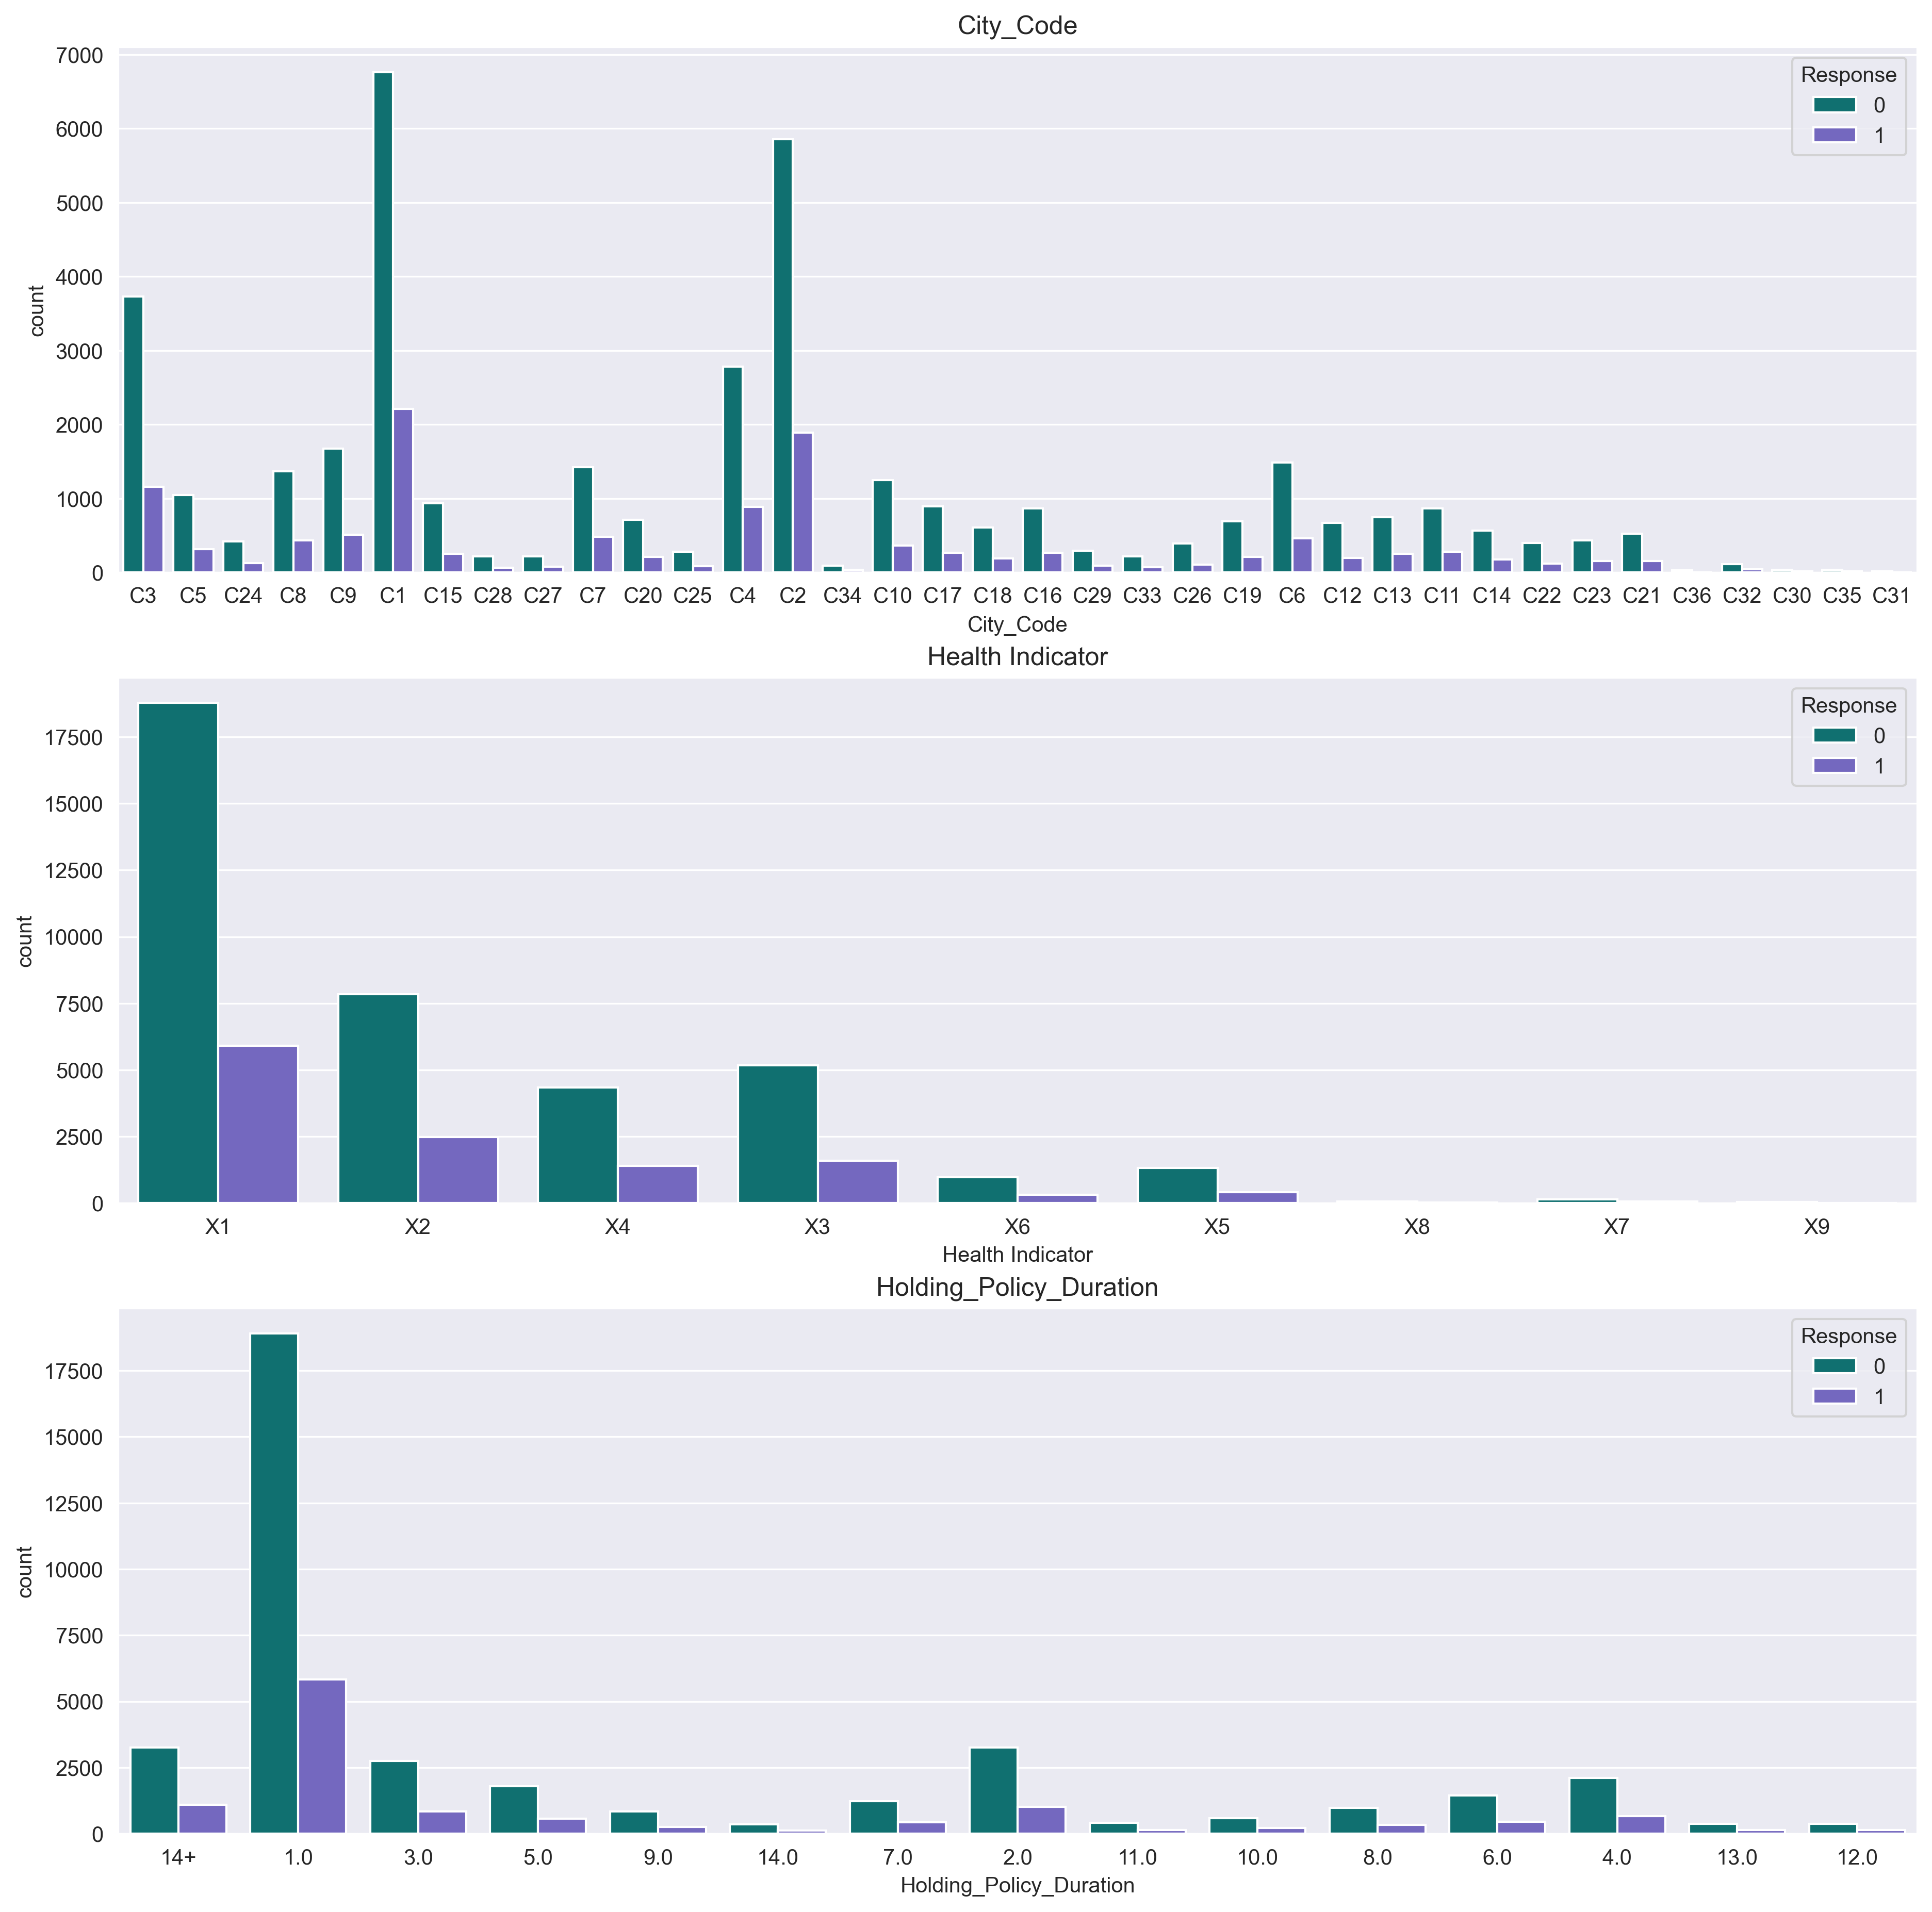 City_Code
7000
6000
5000
4000
3000
2000
1000
0
count
Response
0
1
C3 C5 C24 C8 C9 C1 C15 C28 C27 C7 C20 C25 C4 C2 C34 C10 C17 C18 C16 C29 C33 C26 C19 C6 C12 C13 C11 C14 C22 C23 C21 C36 C32 C30 C35 C31
City_Code
Health Indicator
17500
15000
12500
10000
7500
5000
2500
0
count
Response
0
1
X1 X2 X4 X3 X6 X5 X8 X7 X9
Health Indicator
Holding_Policy_Duration
17500
15000
12500
10000
7500
5000
2500
0
count
Response
0
1
14+ 1.0 3.0 5.0 9.0 14.0 7.0 2.0 11.0 10.0 8.0 6.0 4.0 13.0 12.0
Holding_Policy_Duration